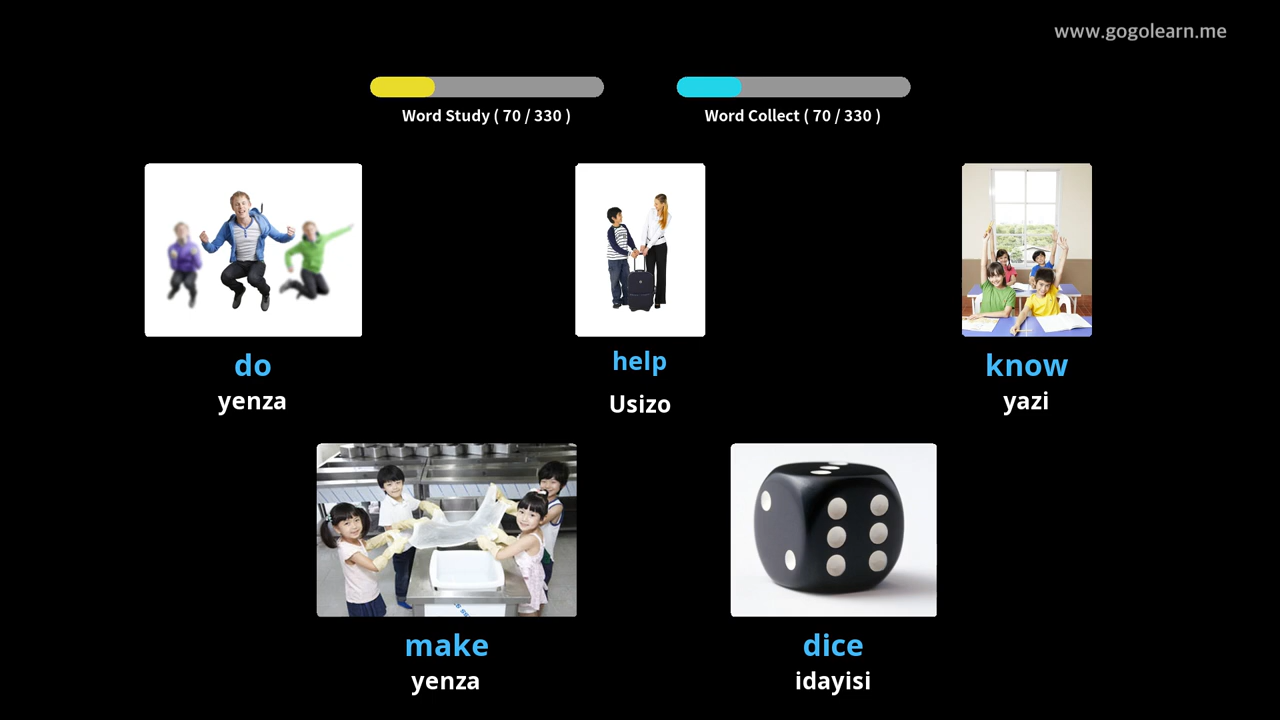 www.gogolearn.me
Word Study ( 70 / 330 )
Word Collect ( 70 / 330 )
do
yenza
help
Usizo
know
yazi
make
yenza
dice
idayisi